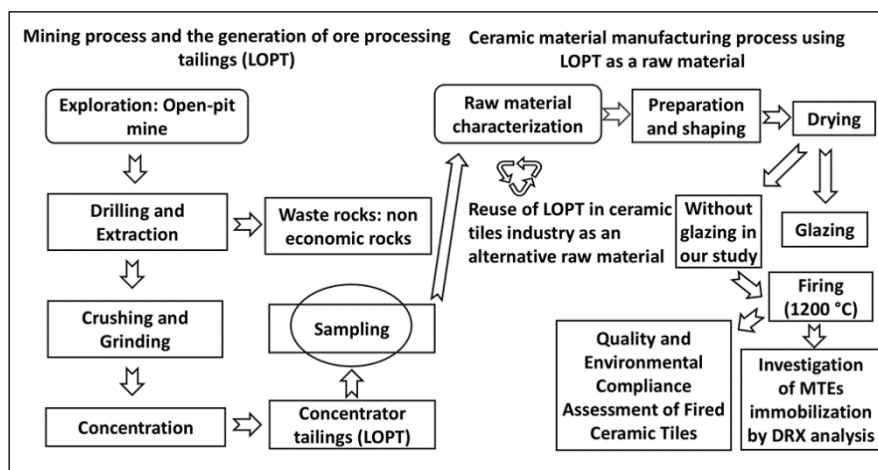 Mining process and the generation of ore processing
tailings (LOPT)
Exploration: Open-pit
mine
Drilling and
Extraction
Waste rocks: non
economic rocks
Crushing and
Grinding
Sampling
Concentration
Concentrator
tailings (LOPT)
Ceramic material manufacturing process using
LOPT as a raw material
Raw material
characterization
Preparation
and shaping
Drying
Reuse of LOPT in ceramic
tiles industry as an
alternative raw material
Without
glazing in
our study
Glazing
Firing
(1200 °C)
Quality and
Environmental
Compliance
Assessment of Fired
Ceramic Tiles
Investigation
of MTEs
immobilization
by DRX analysis